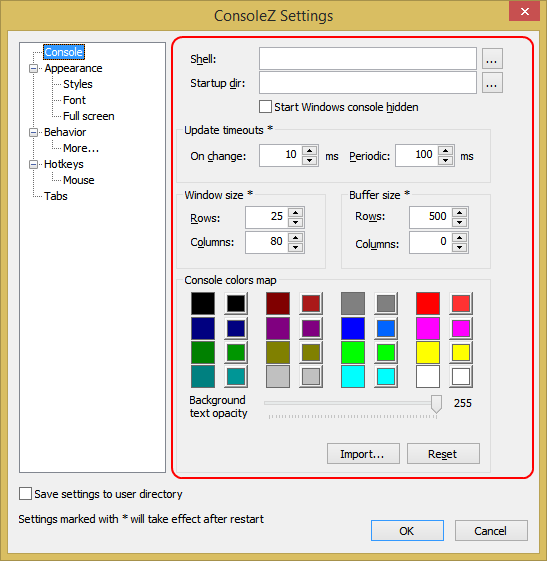 ConsoleZ Settings
Console
Appearance
Styles
Font
Full screen
Behavior
More...
Hotkeys
Mouse
Tabs
Shell:
...
Startup dir:
...
Start Windows console hidden
Update timeouts *
On change: 10 ms Periodic: 100 ms
Window size *
Rows: 25
Columns: 80
Buffer size *
Rows: 500
Columns: 0
Console colors map
Background
text opacity
255
Import... Reset
Save settings to user directory
Settings marked with * will take effect after restart
OK Cancel